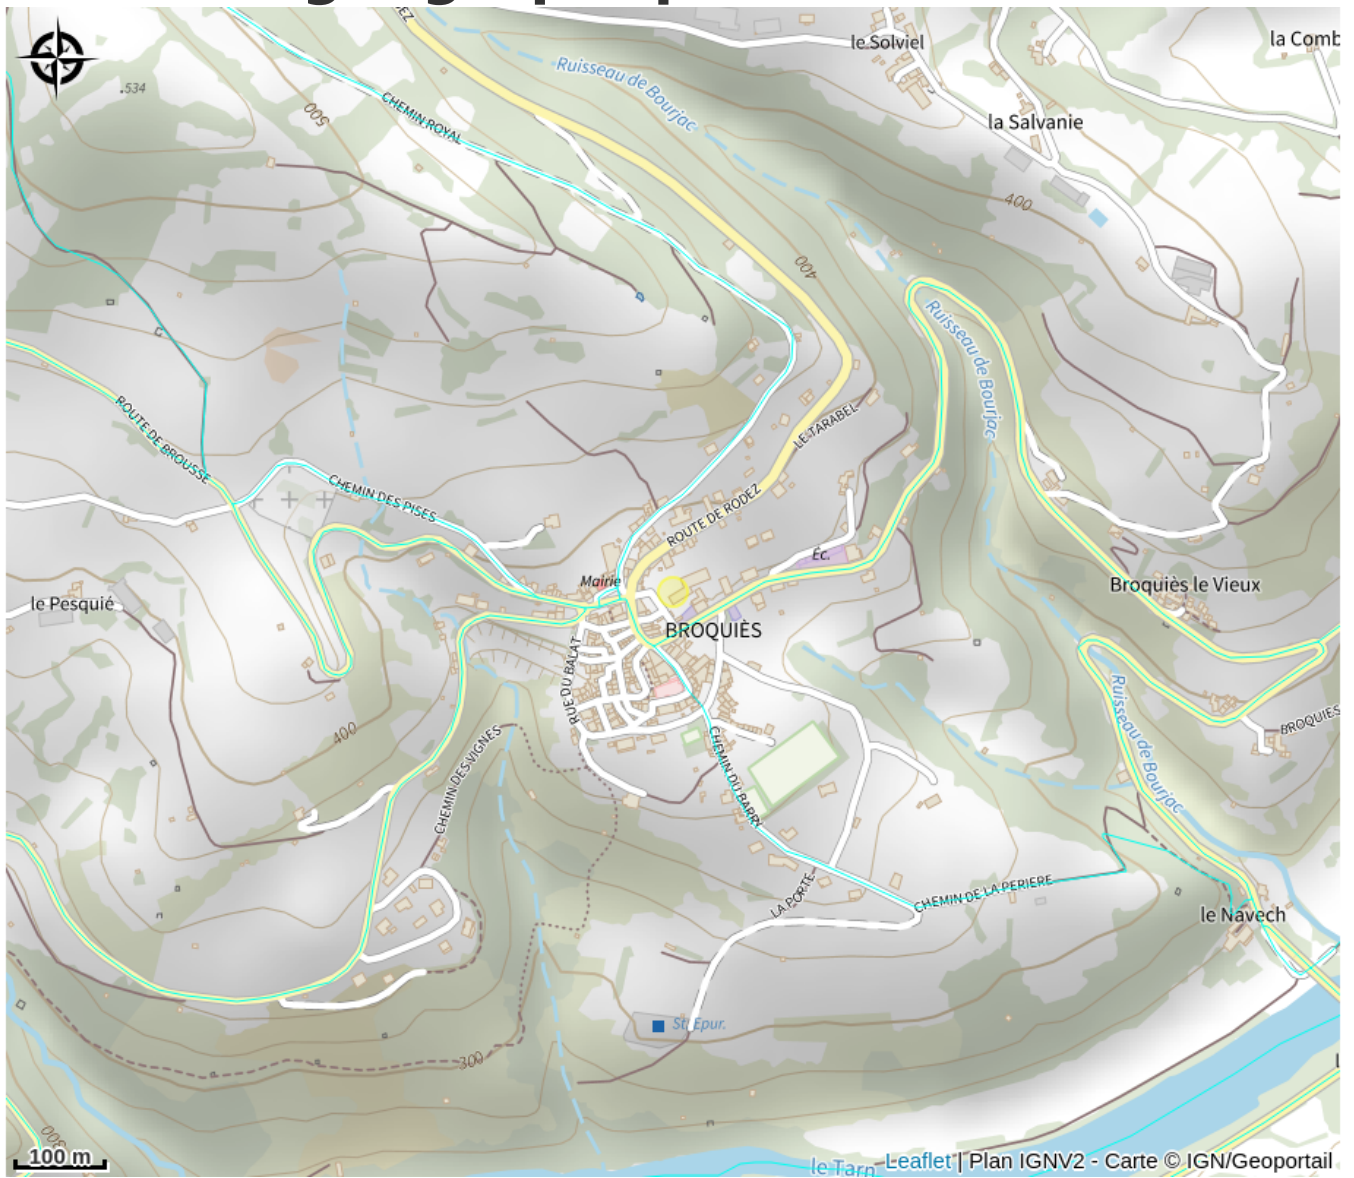 le Solviel
la Comb
Ruisseau de Bourjac
.534
500
CHEMIN ROYAL
la Salvanie
400
400
Ruisseau de Bourjac
ROUTE DE BROUSSE
LE TARABEL
CHEMIN DES PISES
ROUTE DE RODEZ
Éc.
Mairie
Broquiès le Vieux
le Pesquié
BROQUIÈS
RUE DU BALAT
Ruisseau de Bourjac
BROQUIES
400
CHEMIN DES VIGNES
CHEMIN DU BARRY
LA PORTE
CHEMIN DE LA PERIERE
le Navech
St. Epur.
300
300
100 m
le Tarn
Leaflet | Plan IGNV2 - Carte © IGN/Geoportail